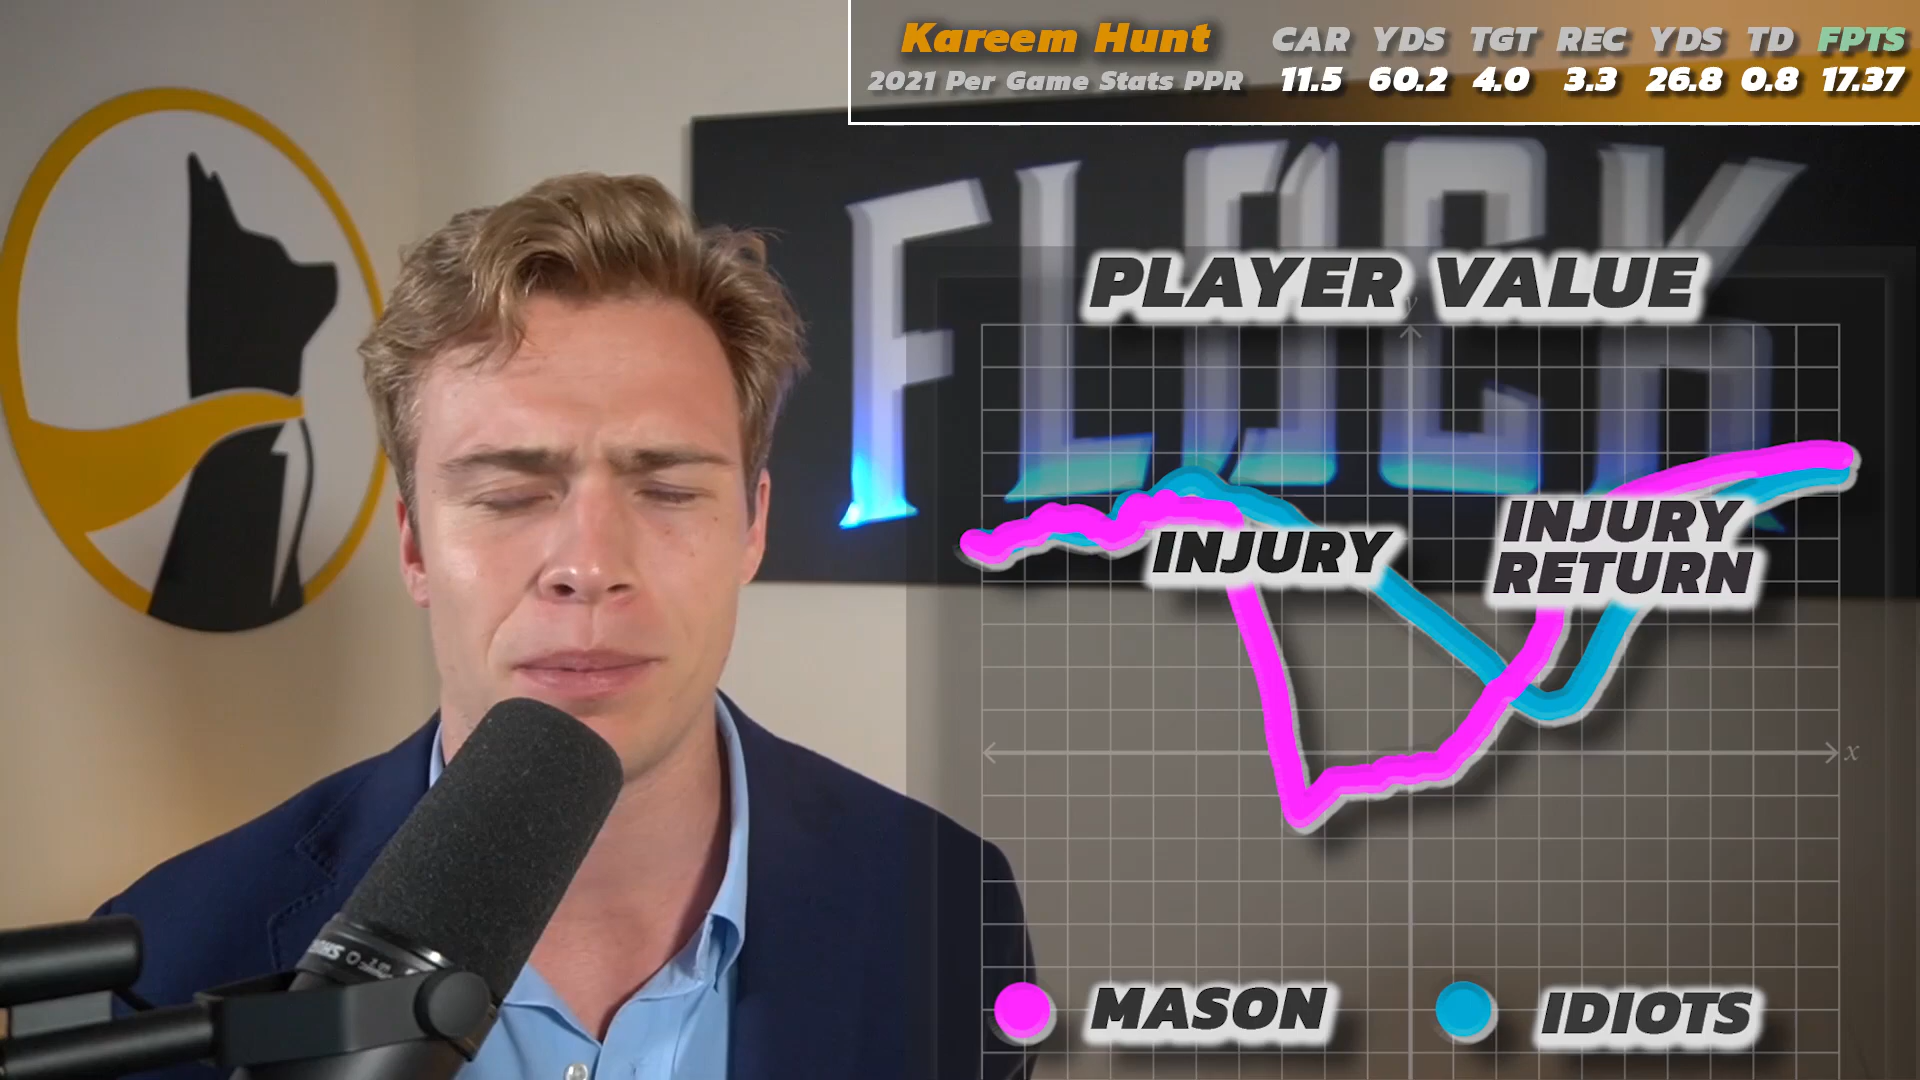 Kareem Hunt
2021 Per Game Stats PPR
CAR YDS TGT REC YDS TD FPTS
11.5 60.2 4.0 3.3 26.8 0.8 17.37
FLOCK
PLAYER VALUE
y
INJURY
INJURY
RETURN
x
MASON
IDIOTS